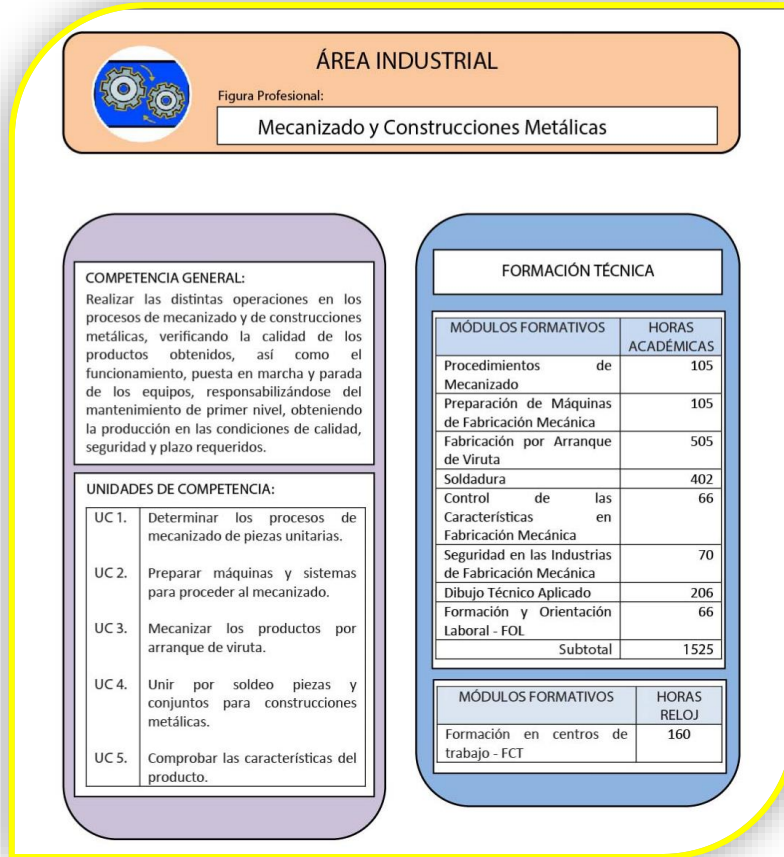 ÁREA INDUSTRIAL
Figura Profesional:
Mecanizado y Construcciones Metálicas
COMPETENCIA GENERAL:
Realizar las distintas operaciones en los
procesos de mecanizado y de construcciones
metálicas, verificando la calidad de los
productos obtenidos, así como el
funcionamiento, puesta en marcha y parada
de los equipos, responsabilizándose del
mantenimiento de primer nivel, obteniendo
la producción en las condiciones de calidad,
seguridad y plazo requeridos.
UNIDADES DE COMPETENCIA:
UC 1. Determinar los procesos de
mecanizado de piezas unitarias.
UC 2. Preparar máquinas y sistemas
para proceder al mecanizado.
UC 3. Mecanizar los productos por
arranque de viruta.
UC 4. Unir por soldeo piezas y
conjuntos para construcciones
metálicas.
UC 5. Comprobar las características del
producto.
FORMACIÓN TÉCNICA
MÓDULOS FORMATIVOS HORAS
ACADÉMICAS
Procedimientos de 105
Mecanizado
Preparación de Máquinas 105
de Fabricación Mecánica
Fabricación por Arranque 505
de Viruta
Soldadura 402
Control de las 66
Características en
Fabricación Mecánica
Seguridad en las Industrias 70
de Fabricación Mecánica
Dibujo Técnico Aplicado 206
Formación y Orientación 66
Laboral - FOL
Subtotal 1525
MÓDULOS FORMATIVOS HORAS
RELOJ
Formación en centros de 160
trabajo - FCT